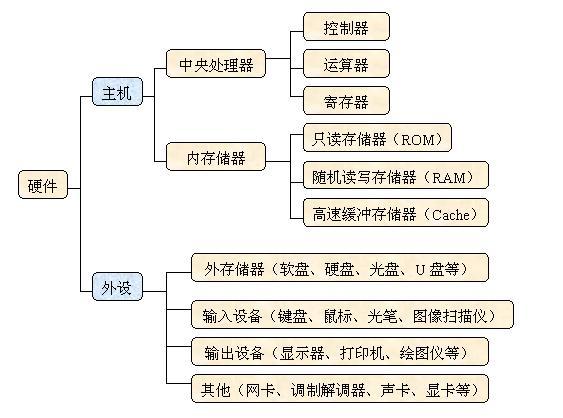 硬件
主机
中央处理器
控制器
运算器
寄存器
内存储器
只读存储器（ROM）
随机读写存储器（RAM）
高速缓冲存储器（Cache）
外设
外存储器（软盘、硬盘、光盘、U 盘等）
输入设备（键盘、鼠标、光笔、图像扫描仪）
输出设备（显示器、打印机、绘图仪等）
其他（网卡、调制解调器、声卡、显卡等）